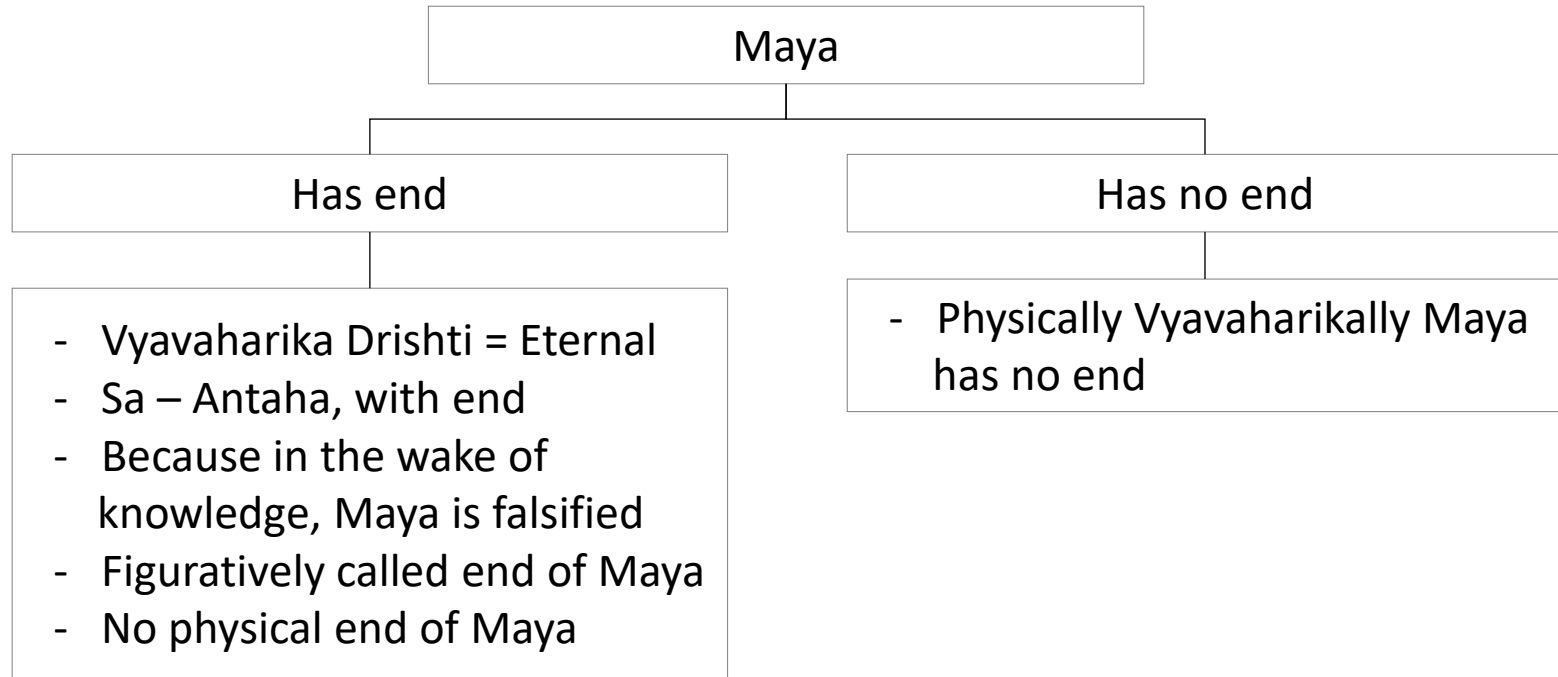 Maya
Has end
Has no end
- Vyavaharika Drishti = Eternal
- Sa – Antaha, with end
- Because in the wake of
knowledge, Maya is falsified
- Figuratively called end of Maya
- No physical end of Maya
- Physically Vyavaharikally Maya
has no end